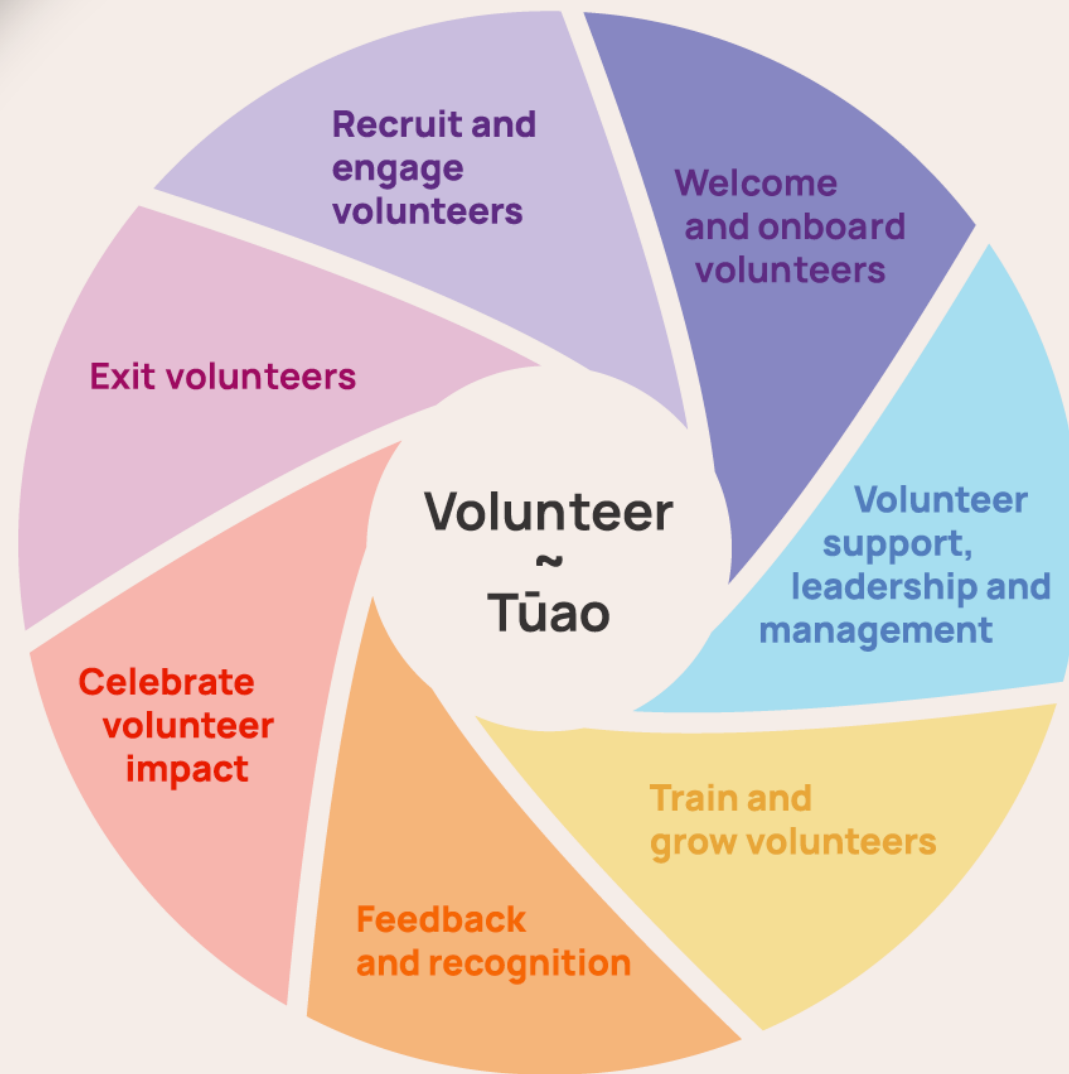 Recruit and
engage
volunteers
Welcome
and onboard
volunteers
Volunteer
support,
leadership and
management
Train and
grow volunteers
Feedback
and recognition
Celebrate
volunteer
impact
Exit volunteers
Volunteer
~
Tūao